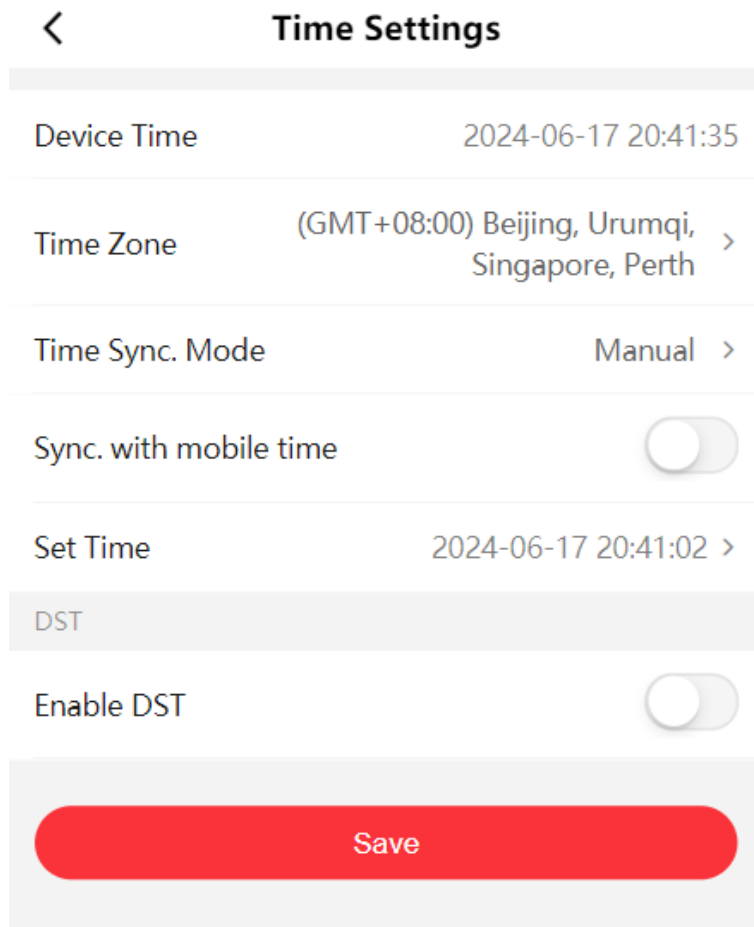 Time Settings
Device Time 2024-06-17 20:41:35
Time Zone (GMT+08:00) Beijing, Urumqi,
Singapore, Perth
Time Sync. Mode Manual
Sync. with mobile time
Set Time 2024-06-17 20:41:02
DST
Enable DST
Save